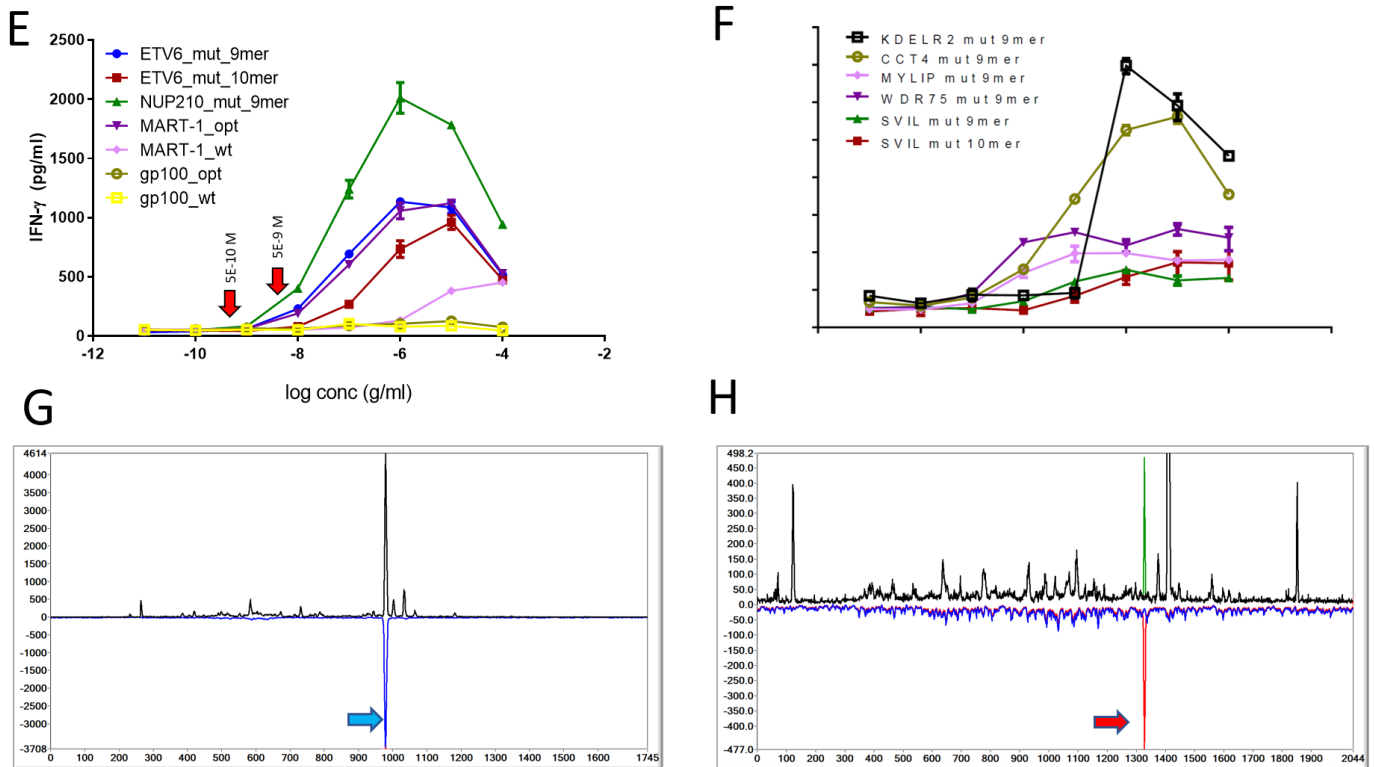 E
2500
2000
1500
1000
500
0
IFN-γ (pg/ml)
ETV6_mut_9mer
ETV6_mut_10mer
NUP210_mut_9mer
MART-1_opt
MART-1_wt
gp100_opt
gp100_wt
5E-10 M
5E-9 M
-12 -10 -8 -6 -4 -2
log conc (g/ml)
F
KDELR2 mut 9mer
CCT4 mut 9mer
MYLIP mut 9mer
WDR75 mut 9mer
SVIL mut 9mer
SVIL mut 10mer
G
4614
4000
3500
3000
2500
2000
1500
1000
500
0
-500
-1000
-1500
-2000
-2500
-3000
-3708
0 100 200 300 400 500 600 700 800 900 1000 1100 1200 1300 1400 1500 1600 1745
H
498.2
450.0
400.0
350.0
300.0
250.0
200.0
150.0
100.0
50.0
0.0
-50.0
-100.0
-150.0
-200.0
-250.0
-300.0
-350.0
-400.0
-477.0
0 100 200 300 400 500 600 700 800 900 1000 1100 1200 1300 1400 1500 1600 1700 1800 1900 2044